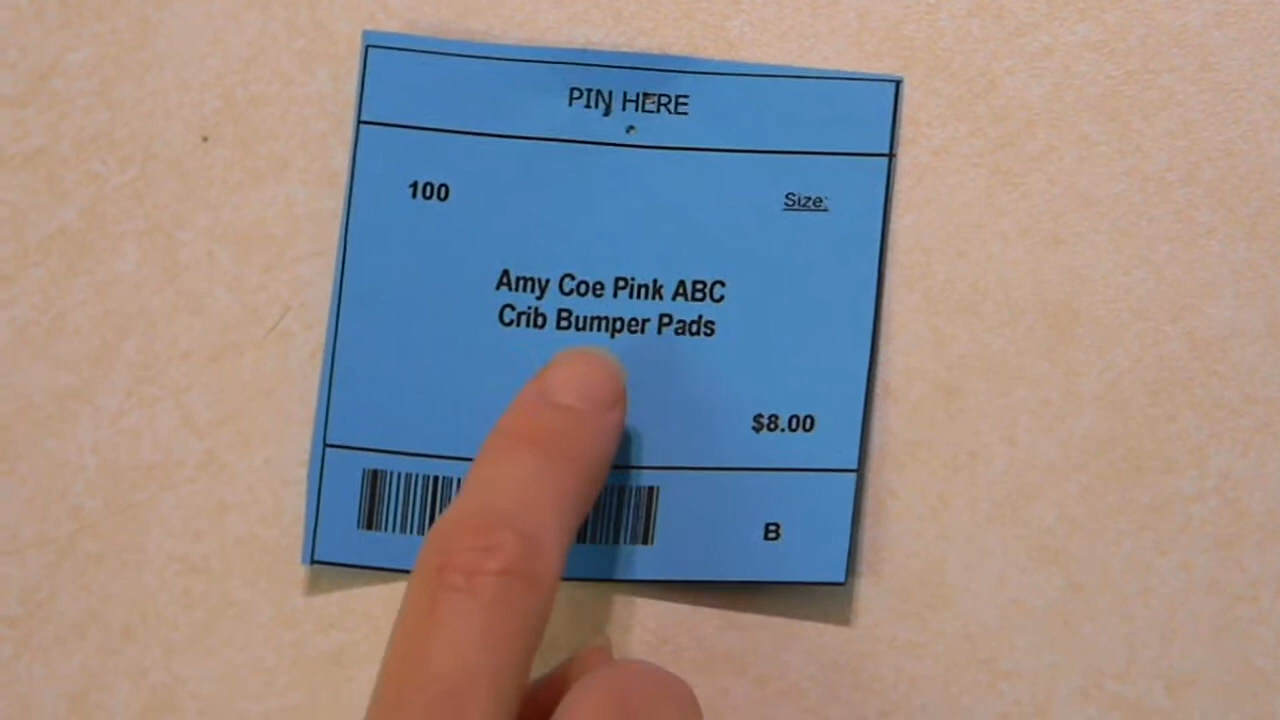 PIN HERE
100
Size:
Amy Coe Pink ABC
Crib Bumper Pads
$8.00
B